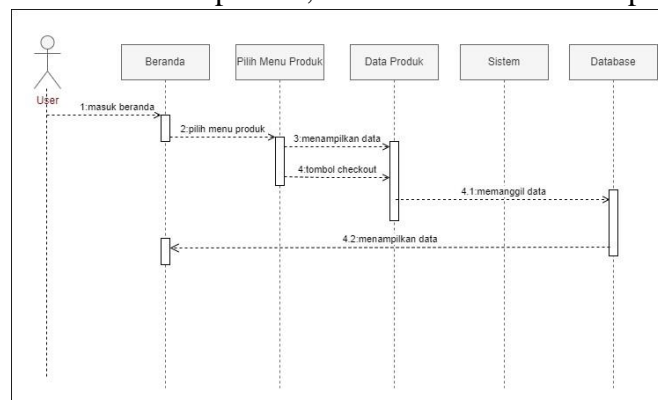 Beranda
Pilih Menu Produk
Data Produk
Sistem
Database
User
1:masuk beranda
2:pilih menu produk
3:menampilkan data
4:tombol checkout
4.1:memanggil data
4.2:menampilkan data